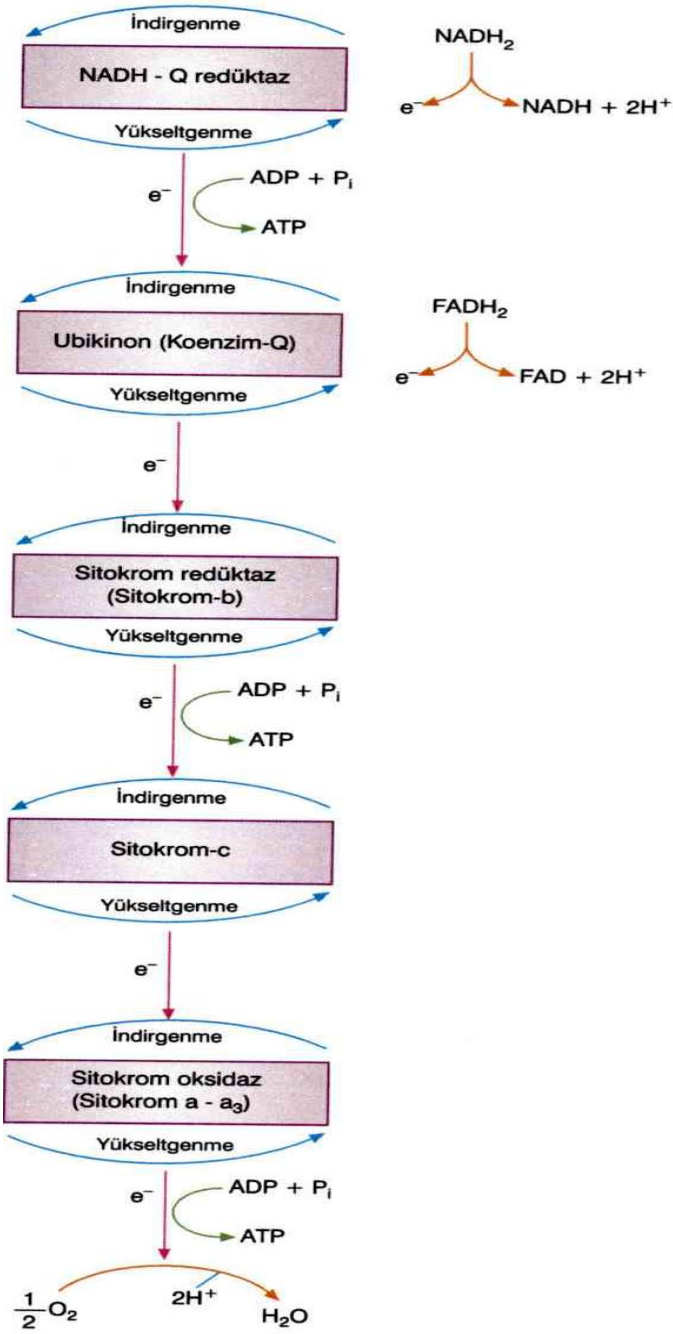 İndirgenme
NADH - Q redüktaz
Yükseltgenme
NADH₂
e⁻
NADH + 2H⁺
e⁻
ADP + Pᵢ
ATP
İndirgenme
Ubikinon (Koenzim-Q)
Yükseltgenme
FADH₂
e⁻
FAD + 2H⁺
e⁻
İndirgenme
Sitokrom redüktaz
(Sitokrom-b)
Yükseltgenme
e⁻
ADP + Pᵢ
ATP
İndirgenme
Sitokrom-c
Yükseltgenme
e⁻
İndirgenme
Sitokrom oksidaz
(Sitokrom a - a₃)
Yükseltgenme
e⁻
ADP + Pᵢ
ATP
1/2 O₂
2H⁺
H₂O